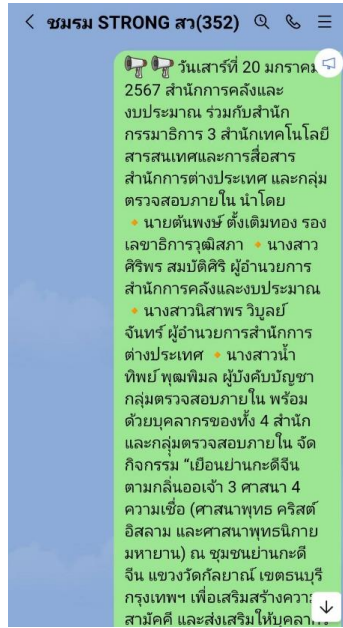 ชมรม STRONG สว(352)
วันเสาร์ที่ 20 มกราคม
2567 สำนักการคลังและ
งบประมาณ ร่วมกับสำนัก
กรรมาธิการ 3 สำนักเทคโนโลยี
สารสนเทศและการสื่อสาร
สำนักการต่างประเทศ และกลุ่ม
ตรวจสอบภายใน นำโดย
🔸นายต้นพงษ์ ตั้งเติมทอง รอง
เลขาธิการวุฒิสภา 🔸นางสาว
ศิริพร สมบัติศิริ ผู้อำนวยการ
สำนักการคลังและงบประมาณ
🔸นางสาวนิสาพร วิบูลย์
จันทร์ ผู้อำนวยการสำนักการ
ต่างประเทศ 🔸นางสาวน้ำ
ทิพย์ พุฒพิมล ผู้บังคับบัญชา
กลุ่มตรวจสอบภายใน พร้อม
ด้วยบุคลากรของทั้ง 4 สำนัก
และกลุ่มตรวจสอบภายใน จัด
กิจกรรม “เยือนย่านกะดีจีน
ตามกลิ่นออเจ้า 3 ศาสนา 4
ความเชื่อ (ศาสนาพุทธ คริสต์
อิสลาม และศาสนาพุทธนิกาย
มหายาน) ณ ชุมชนย่านกะดี
จีน แขวงวัดกัลยาณ์ เขตธนบุรี
กรุงเทพฯ เพื่อเสริมสร้างความ
สามัคคี และส่งเสริมให้บุคลากร